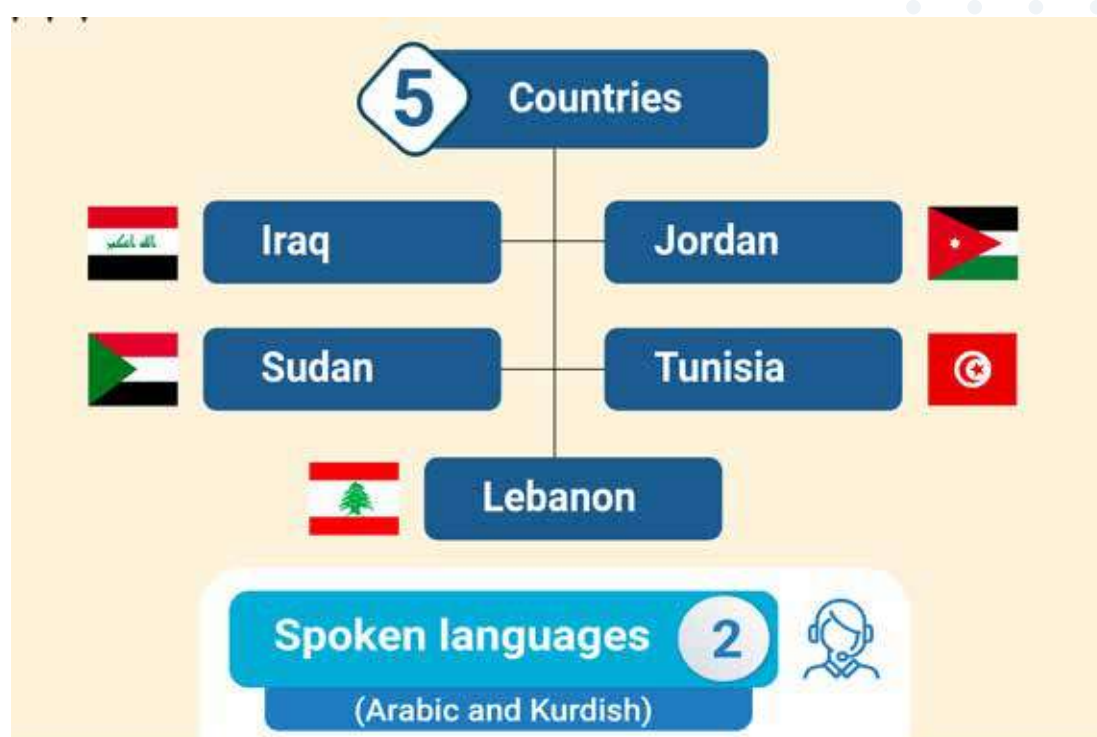 5 Countries
Iraq
Jordan
Sudan
Tunisia
Lebanon
Spoken languages 2
(Arabic and Kurdish)